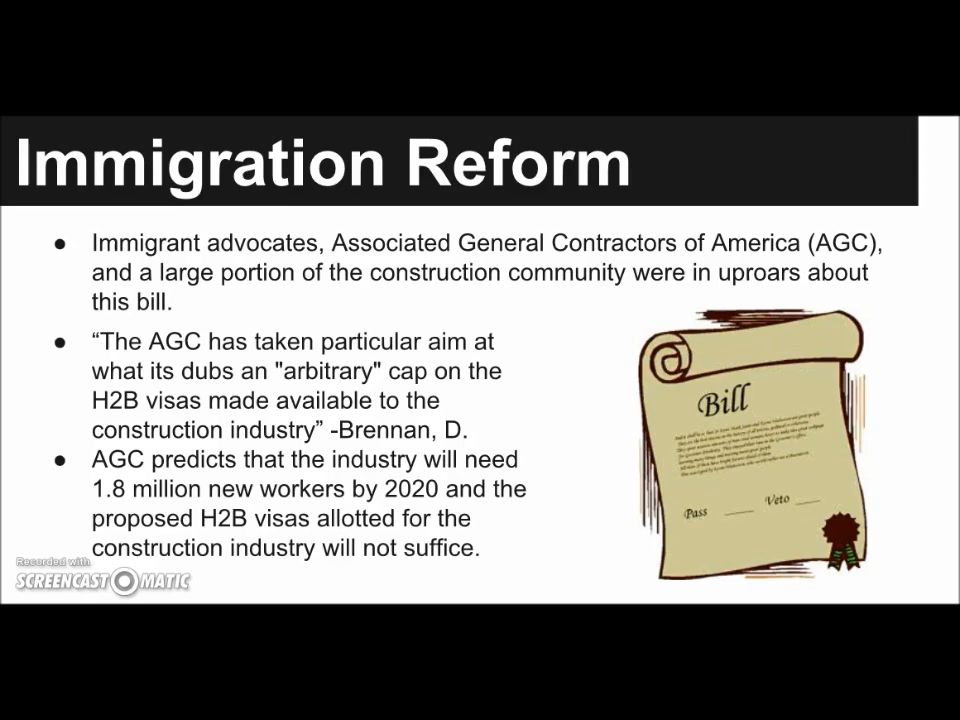 Immigration Reform
● Immigrant advocates, Associated General Contractors of America (AGC),
and a large portion of the construction community were in uproars about
this bill.
● “The AGC has taken particular aim at
what its dubs an "arbitrary" cap on the
H2B visas made available to the
construction industry” -Brennan, D.
● AGC predicts that the industry will need
1.8 million new workers by 2020 and the
proposed H2B visas allotted for the
construction industry will not suffice.
Bill
Pass ____ Veto ____
Recorded with
SCREENCAST O MATIC